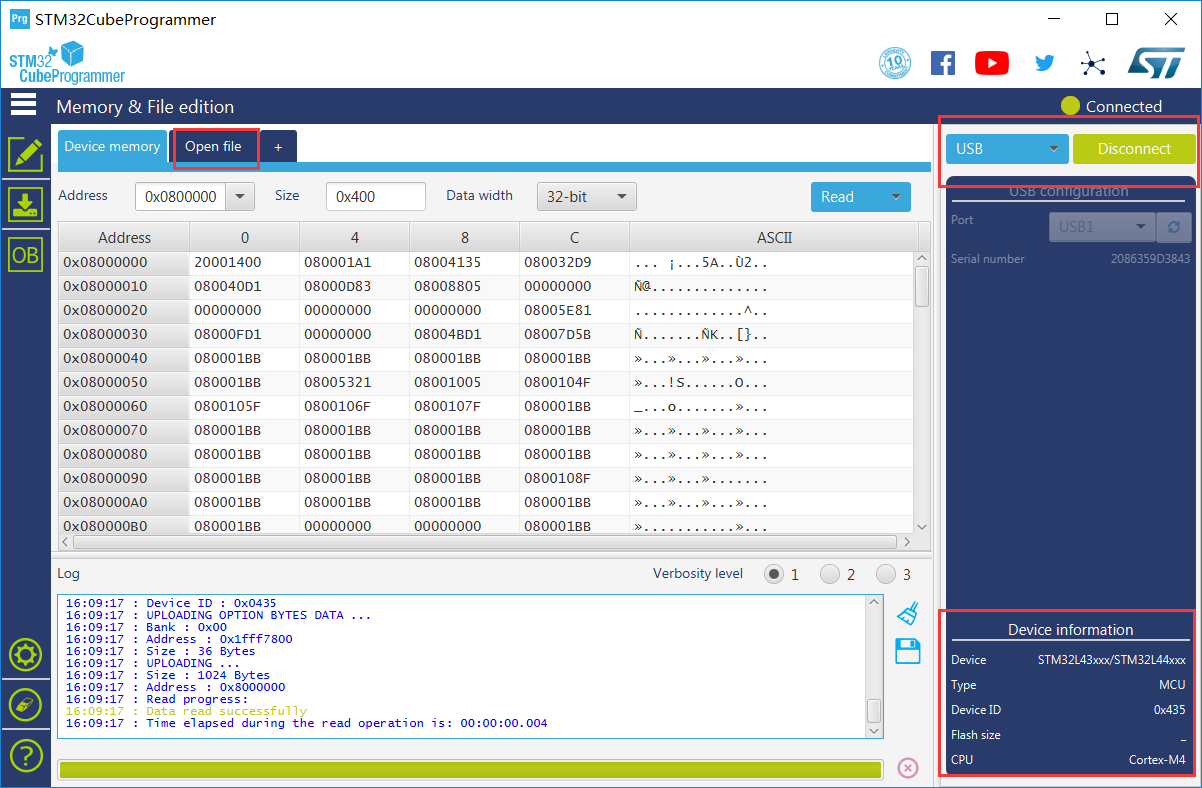 Prg STM32CubeProgrammer
STM32
CubeProgrammer
10
Memory & File edition
Connected
Device memory
Open file
+
USB
Disconnect
Address
0x0800000
Size
0x400
Data width
32-bit
Read
USB configuration
Port
USB1
Serial number
2086359D3843
Address 0 4 8 C ASCII
0x08000000 20001400 080001A1 08004135 080032D9 ... ¡...5A..Ù2..
0x08000010 080040D1 08000D83 08008805 00000000 Ñ@..............
0x08000020 00000000 00000000 00000000 08005E81 .............^..
0x08000030 08000FD1 00000000 08004BD1 08007D5B Ñ.......ÑK..[}..
0x08000040 080001BB 080001BB 080001BB 080001BB »...»...»...»...
0x08000050 080001BB 08005321 08001005 0800104F »...!S......O...
0x08000060 0800105F 0800106F 0800107F 080001BB _...o.......»...
0x08000070 080001BB 080001BB 080001BB 080001BB »...»...»...»...
0x08000080 080001BB 080001BB 080001BB 080001BB »...»...»...»...
0x08000090 080001BB 080001BB 080001BB 0800108F »...»...».......
0x080000A0 080001BB 080001BB 080001BB 080001BB »...»...»...»...
0x080000B0 080001BB 00000000 00000000 080001BB »...........»...
OB
Log
Verbosity level
1
2
3
16:09:17 : Device ID : 0x0435
16:09:17 : UPLOADING OPTION BYTES DATA ...
16:09:17 : Bank : 0x00
16:09:17 : Address : 0x1fff7800
16:09:17 : Size : 36 Bytes
16:09:17 : UPLOADING ...
16:09:17 : Size : 1024 Bytes
16:09:17 : Address : 0x8000000
16:09:17 : Read progress:
16:09:17 : Data read successfully
16:09:17 : Time elapsed during the read operation is: 00:00:00.004
Device information
Device STM32L43xxx/STM32L44xxx
Type MCU
Device ID 0x435
Flash size _
CPU Cortex-M4